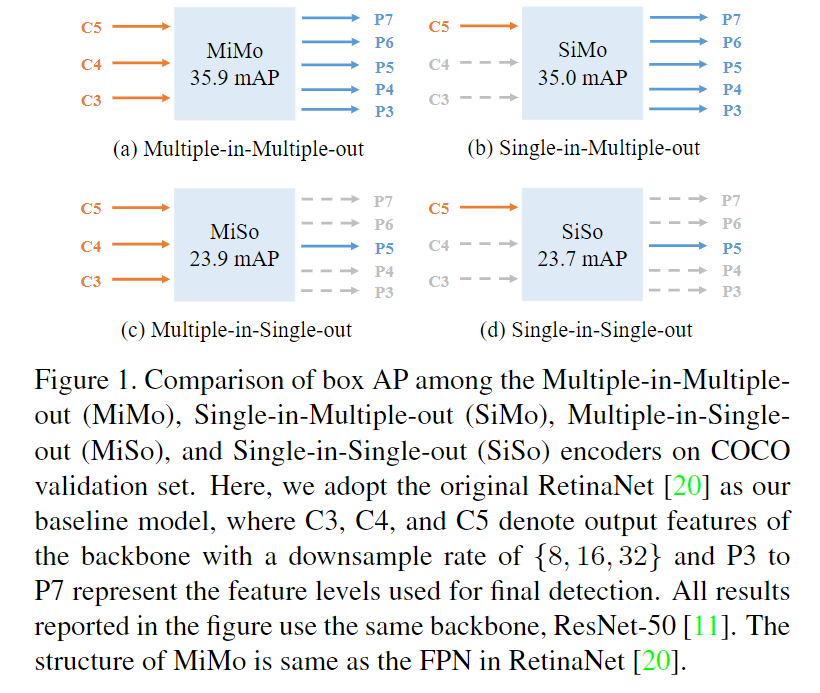 C5
C4
C3
MiMo
35.9 mAP
P7
P6
P5
P4
P3
(a) Multiple-in-Multiple-out
C5
C4
C3
SiMo
35.0 mAP
P7
P6
P5
P4
P3
(b) Single-in-Multiple-out
C5
C4
C3
MiSo
23.9 mAP
P7
P6
P5
P4
P3
(c) Multiple-in-Single-out
C5
C4
C3
SiSo
23.7 mAP
P7
P6
P5
P4
P3
(d) Single-in-Single-out
Figure 1. Comparison of box AP among the Multiple-in-Multiple-
out (MiMo), Single-in-Multiple-out (SiMo), Multiple-in-Single-
out (MiSo), and Single-in-Single-out (SiSo) encoders on COCO
validation set. Here, we adopt the original RetinaNet [20] as our
baseline model, where C3, C4, and C5 denote output features of
the backbone with a downsample rate of {8, 16, 32} and P3 to
P7 represent the feature levels used for final detection. All results
reported in the figure use the same backbone, ResNet-50 [11]. The
structure of MiMo is same as the FPN in RetinaNet [20].